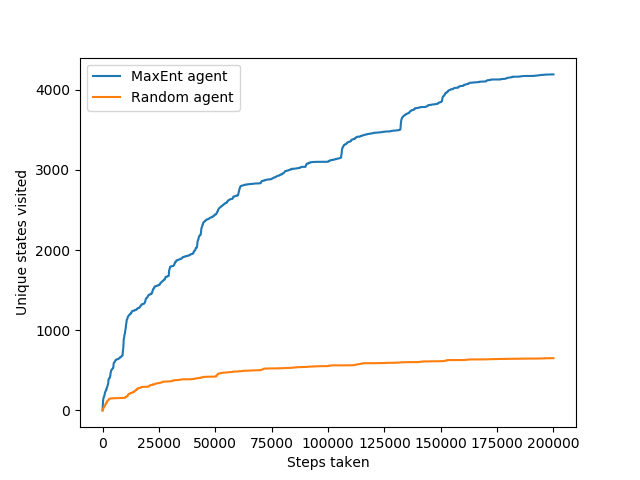 MaxEnt agent
Random agent
4000
3000
2000
1000
0
Unique states visited
0 25000 50000 75000 100000 125000 150000 175000 200000
Steps taken